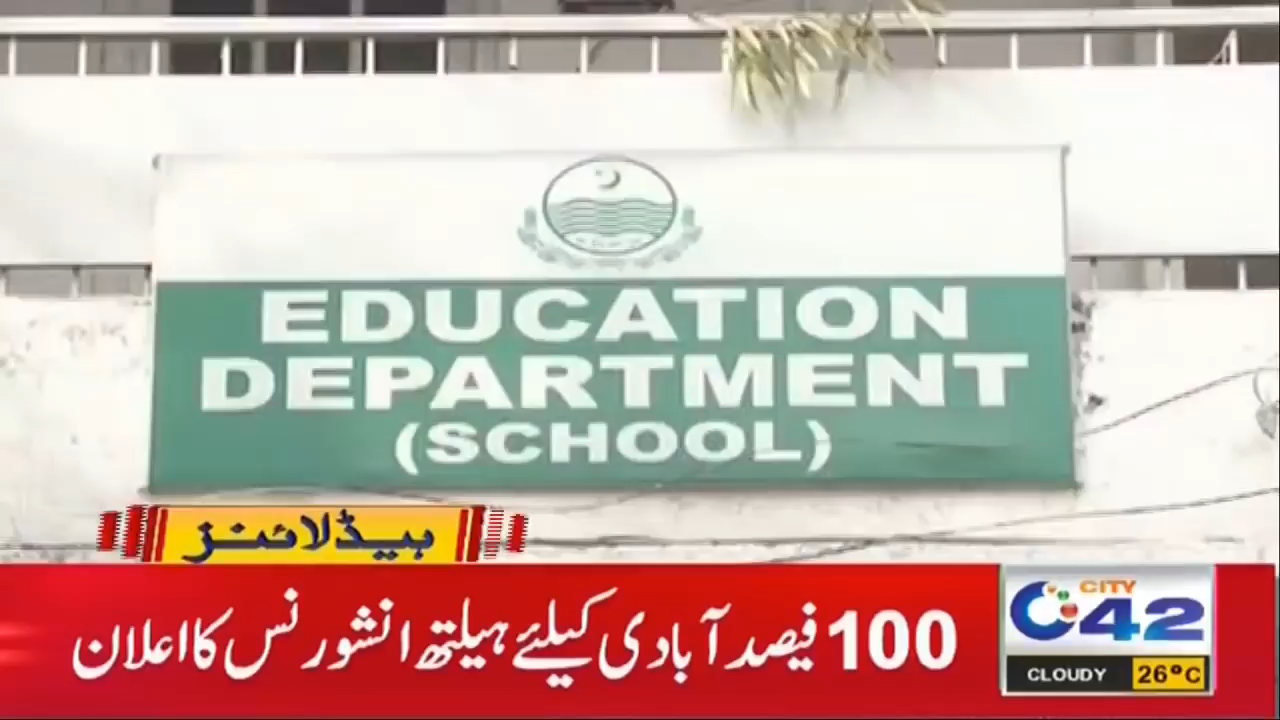 EDUCATION
DEPARTMENT
(SCHOOL)
ہیڈلائنز
100 فیصد آبادی کیلئے ہیلتھ انشورنس کا اعلان
CITY
42
CLOUDY 26°C